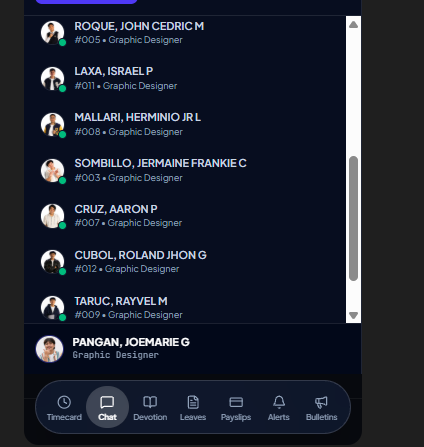 ROQUE, JOHN CEDRIC M
#005 • Graphic Designer
LAXA, ISRAEL P
#011 • Graphic Designer
MALLARI, HERMINIO JR L
#008 • Graphic Designer
SOMBILLO, JERMAINE FRANKIE C
#003 • Graphic Designer
CRUZ, AARON P
#007 • Graphic Designer
CUBOL, ROLAND JHON G
#012 • Graphic Designer
TARUC, RAYVEL M
#009 • Graphic Designer
PANGAN, JOEMARIE G
Graphic Designer
Timecard Chat Devotion Leaves Payslips Alerts Bulletins